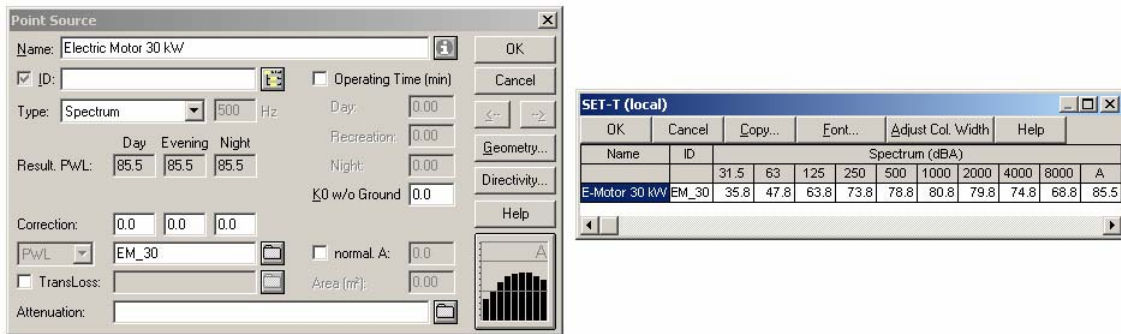 Point Source
Name: Electric Motor 30 kW
OK
ID:
Operating Time (min)
Cancel
Type: Spectrum 500 Hz
Day: 0.00
<-- -->
Day Evening Night
Recreation: 0.00
Geometry...
Result. PWL: 85.5 85.5 85.5
Night: 0.00
Directivity...
K0 w/o Ground 0.0
Help
Correction: 0.0 0.0 0.0
PWL EM_30
normal. A: 0.0
A
TransLoss:
Area (m²): 0.00
Attenuation:
SET-T (local)
OK Cancel Copy... Font... Adjust Col. Width Help
Name ID Spectrum (dBA)
31.5 63 125 250 500 1000 2000 4000 8000 A
E-Motor 30 kW EM_30 35.8 47.8 63.8 73.8 78.8 80.8 79.8 74.8 68.8 85.5